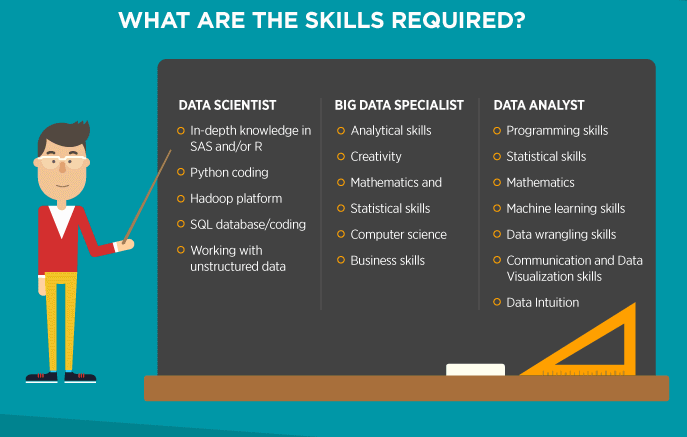 WHAT ARE THE SKILLS REQUIRED?
DATA SCIENTIST
In-depth knowledge in
SAS and/or R
Python coding
Hadoop platform
SQL database/coding
Working with
unstructured data
BIG DATA SPECIALIST
Analytical skills
Creativity
Mathematics and
Statistical skills
Computer science
Business skills
DATA ANALYST
Programming skills
Statistical skills
Mathematics
Machine learning skills
Data wrangling skills
Communication and Data
Visualization skills
Data Intuition